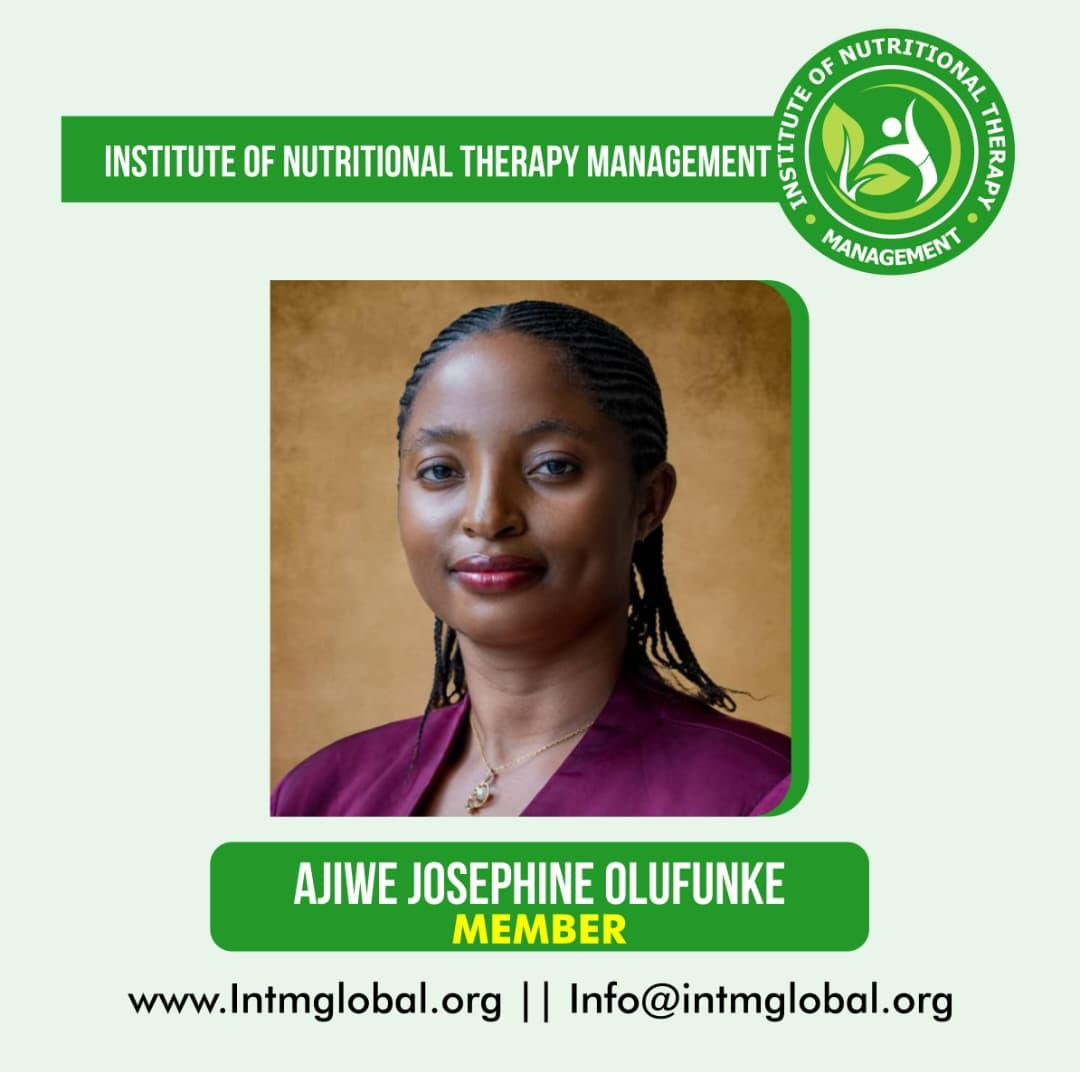 INSTITUTE OF NUTRITIONAL THERAPY MANAGEMENT
INSTITUTE OF NUTRITIONAL THERAPY
MANAGEMENT
AJIWE JOSEPHINE OLUFUNKE
MEMBER
www.Intmglobal.org || Info@intmglobal.org